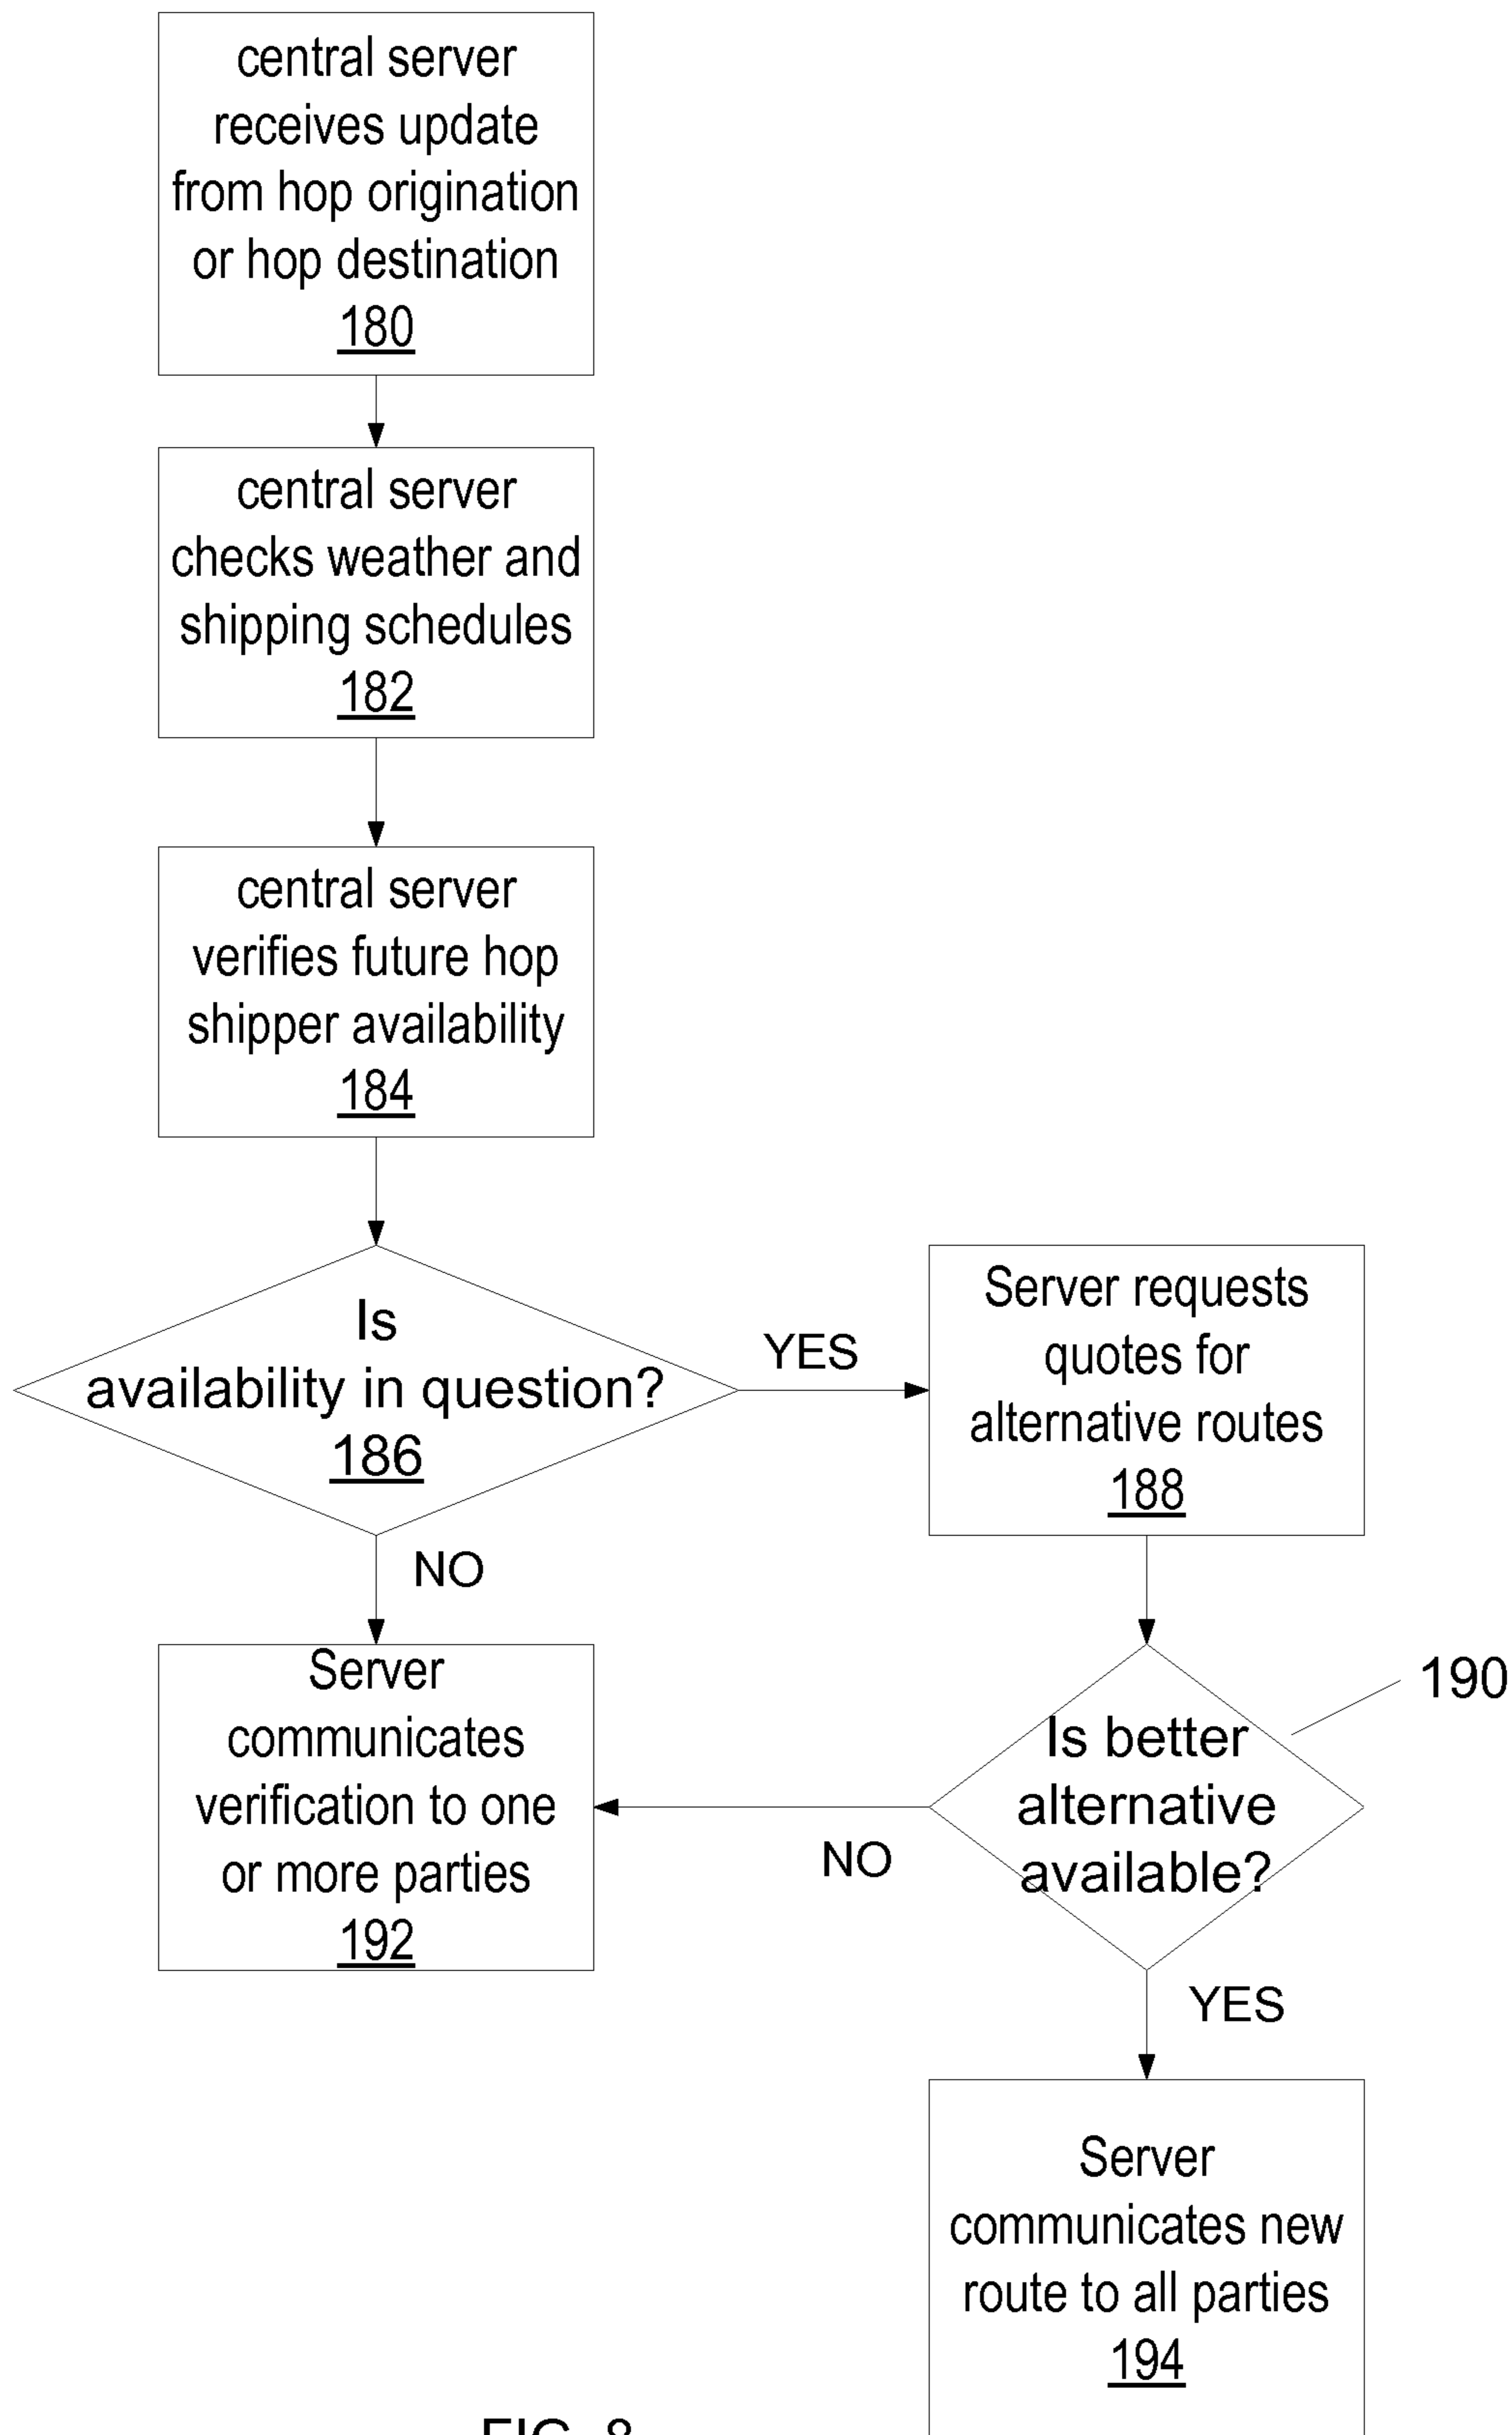 central server
receives update
from hop origination
or hop destination
180
central server
checks weather and
shipping schedules
182
central server
verifies future hop
shipper availability
184
Is
availability in question?
186
YES
NO
Server requests
quotes for
alternative routes
188
Server
communicates
verification to one
or more parties
192
190
Is better
alternative
available?
NO
YES
Server
communicates new
route to all parties
194
FIG. 8